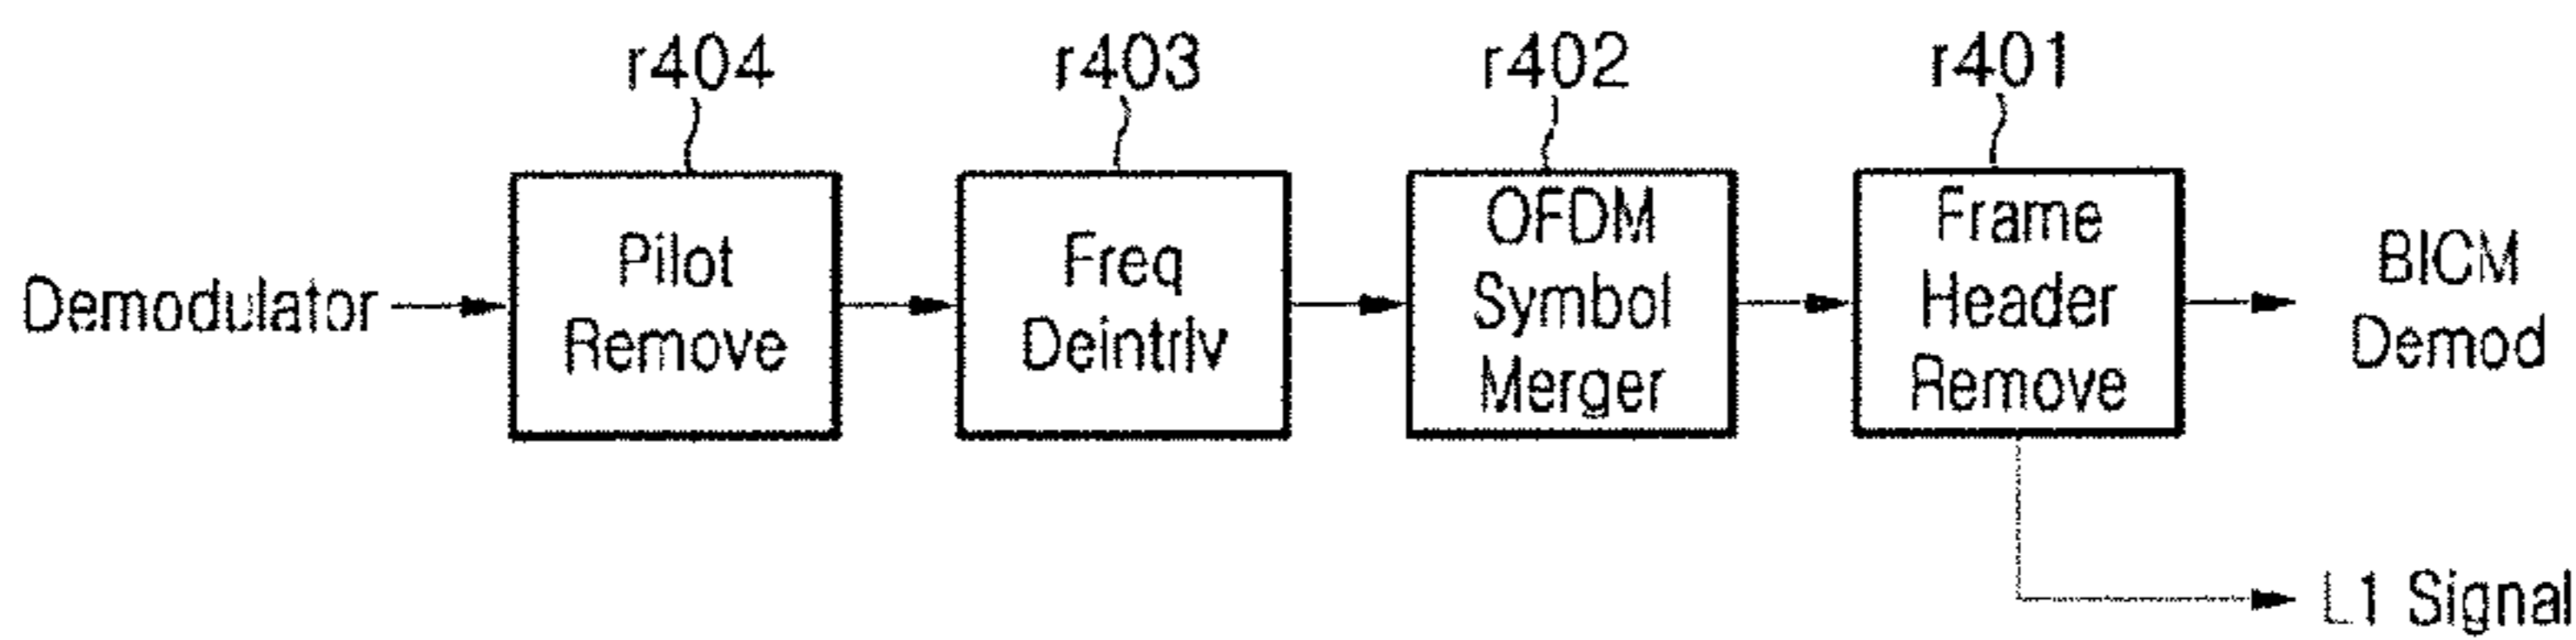 r404
r403
r402
r401
Demodulator
Pilot
Remove
Freq
Deintrlv
OFDM
Symbol
Merger
Frame
Header
Remove
BICM
Demod
L1 Signal